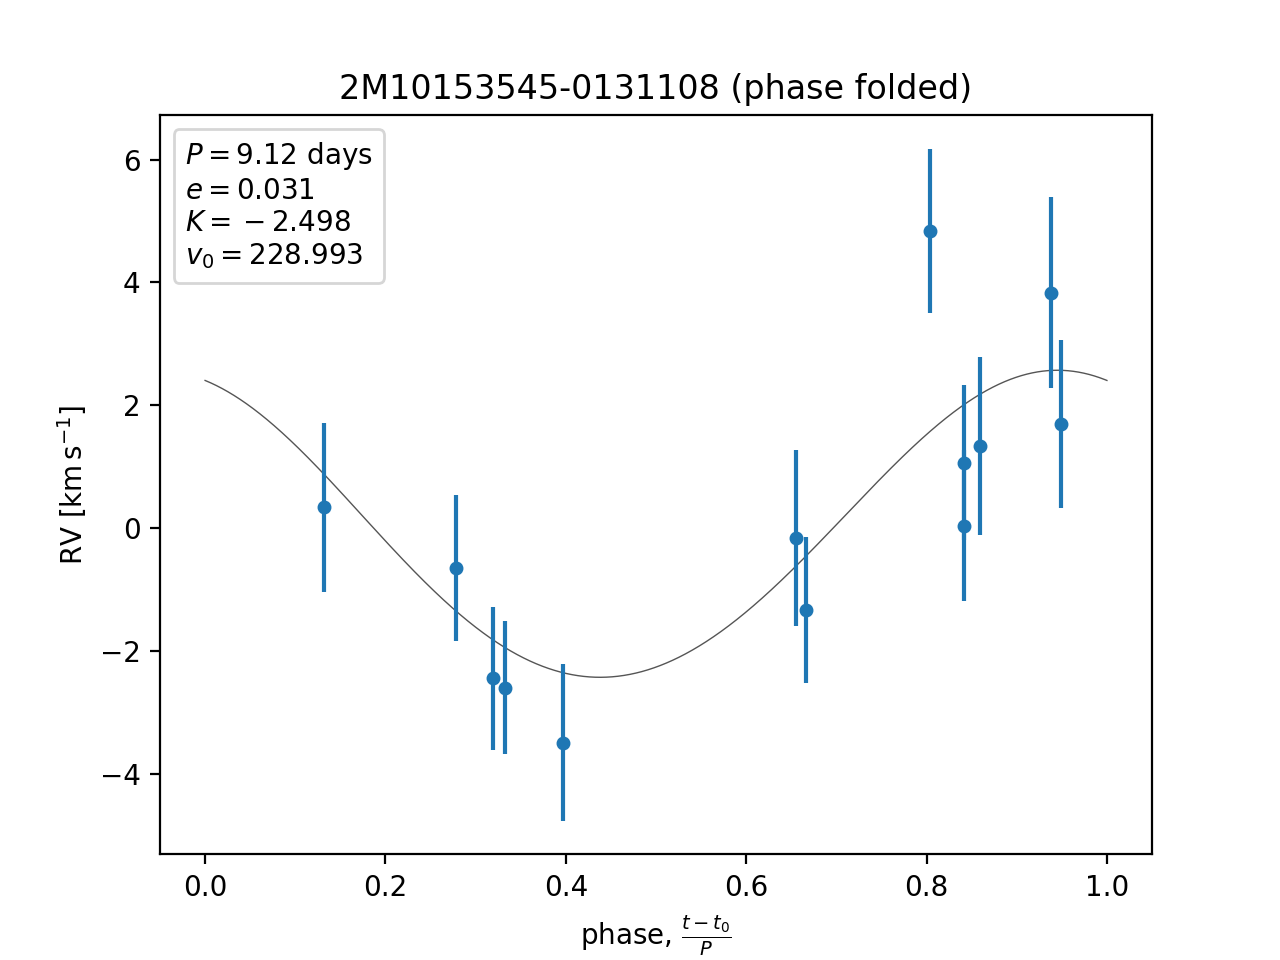 2M10153545-0131108 (phase folded)
P = 9.12 days
e = 0.031
K = −2.498
v₀ = 228.993
RV [km s⁻¹]
6
4
2
0
−2
−4
0.0 0.2 0.4 0.6 0.8 1.0
phase, (t − t₀)/P